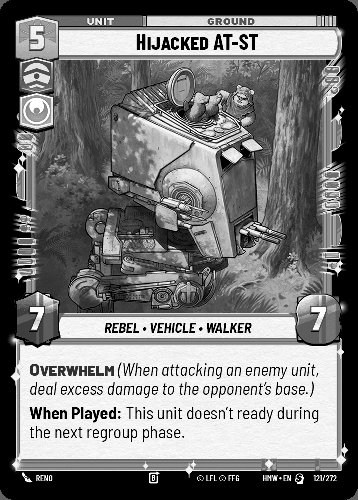 UNIT
GROUND
5
HIJACKED AT-ST
7
7
REBEL • VEHICLE • WALKER
OVERWHELM (When attacking an enemy unit,
deal excess damage to the opponent's base.)
When Played: This unit doesn't ready during
the next regroup phase.
RENO
© LFL © FFG
HMW • EN
121/272